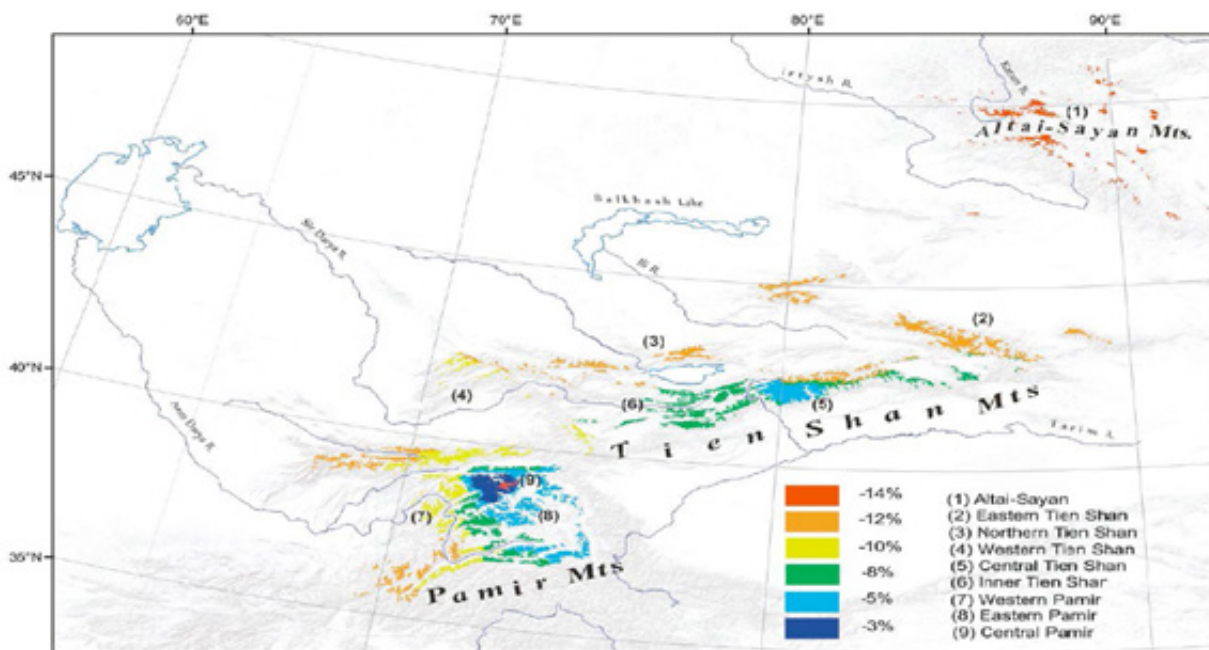 60°E 70°E 80°E 90°E
Irtysh R.
(1)
Altai-Sayan Mts.
45°N
Balkhash Lake
Sir Darya R.
Ili R.
(2)
(3)
40°N
(4)
(6)
(5)
Tien Shan Mts
Tarim R.
Amu Darya R.
(9)
(7)
(8)
35°N
Pamir Mts
-14% (1) Altai-Sayan
-12% (2) Eastern Tien Shan
(3) Northern Tien Shan
-10% (4) Western Tien Shan
-8% (5) Central Tien Shan
(6) Inner Tien Shan
-5% (7) Western Pamir
(8) Eastern Pamir
-3% (9) Central Pamir